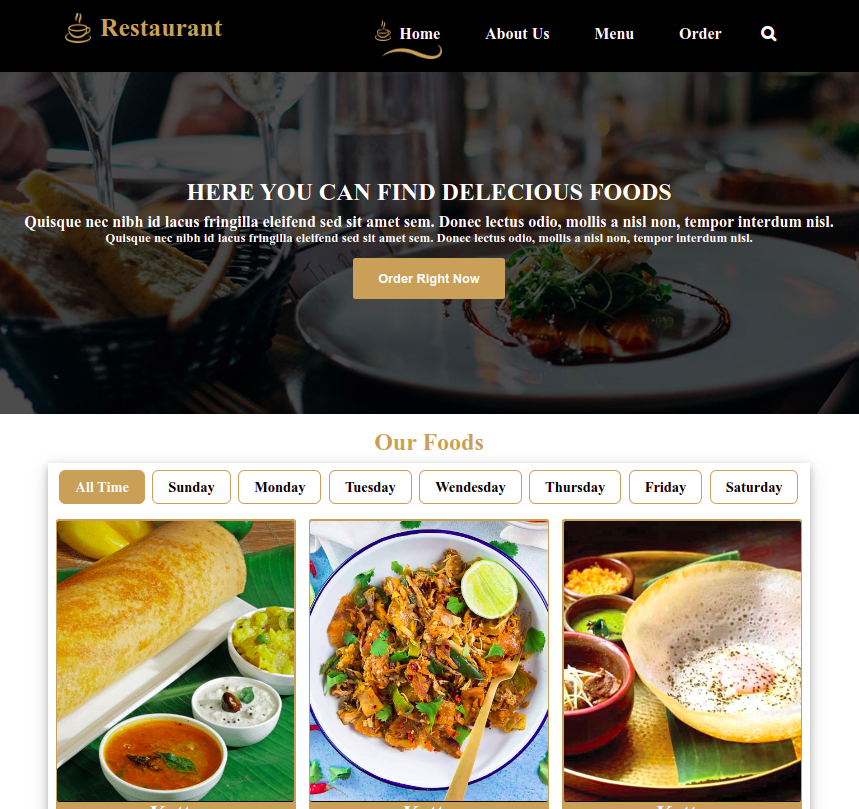 Restaurant
Home About Us Menu Order
HERE YOU CAN FIND DELECIOUS FOODS
Quisque nec nibh id lacus fringilla eleifend sed sit amet sem. Donec lectus odio, mollis a nisl non, tempor interdum nisl.
Quisque nec nibh id lacus fringilla eleifend sed sit amet sem. Donec lectus odio, mollis a nisl non, tempor interdum nisl.
Order Right Now
Our Foods
All Time Sunday Monday Tuesday Wendesday Thursday Friday Saturday